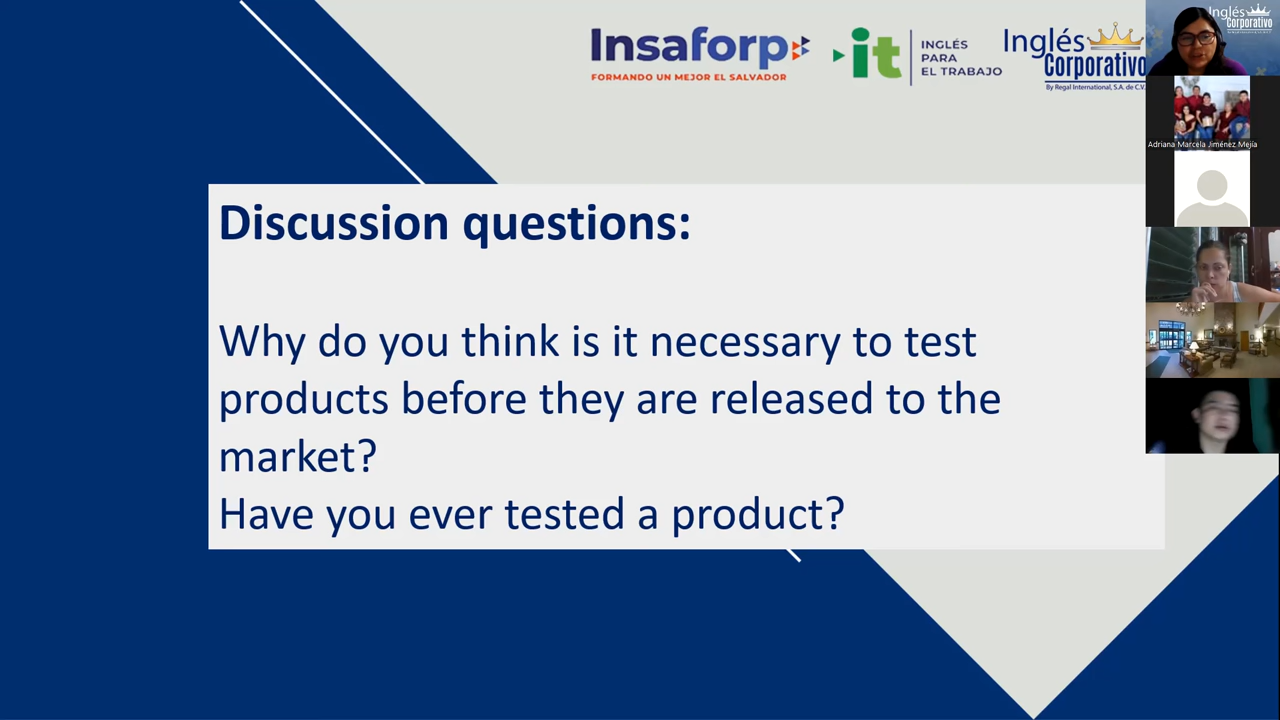 Insaforp
FORMANDO UN MEJOR EL SALVADOR
it
INGLÉS
PARA
EL TRABAJO
Inglés
Corporativo
By Regal International, S.A. de C.V.
Inglés
Corporativo
Adriana Marcela Jiménez Mejía
Discussion questions:
Why do you think is it necessary to test
products before they are released to the
market?
Have you ever tested a product?